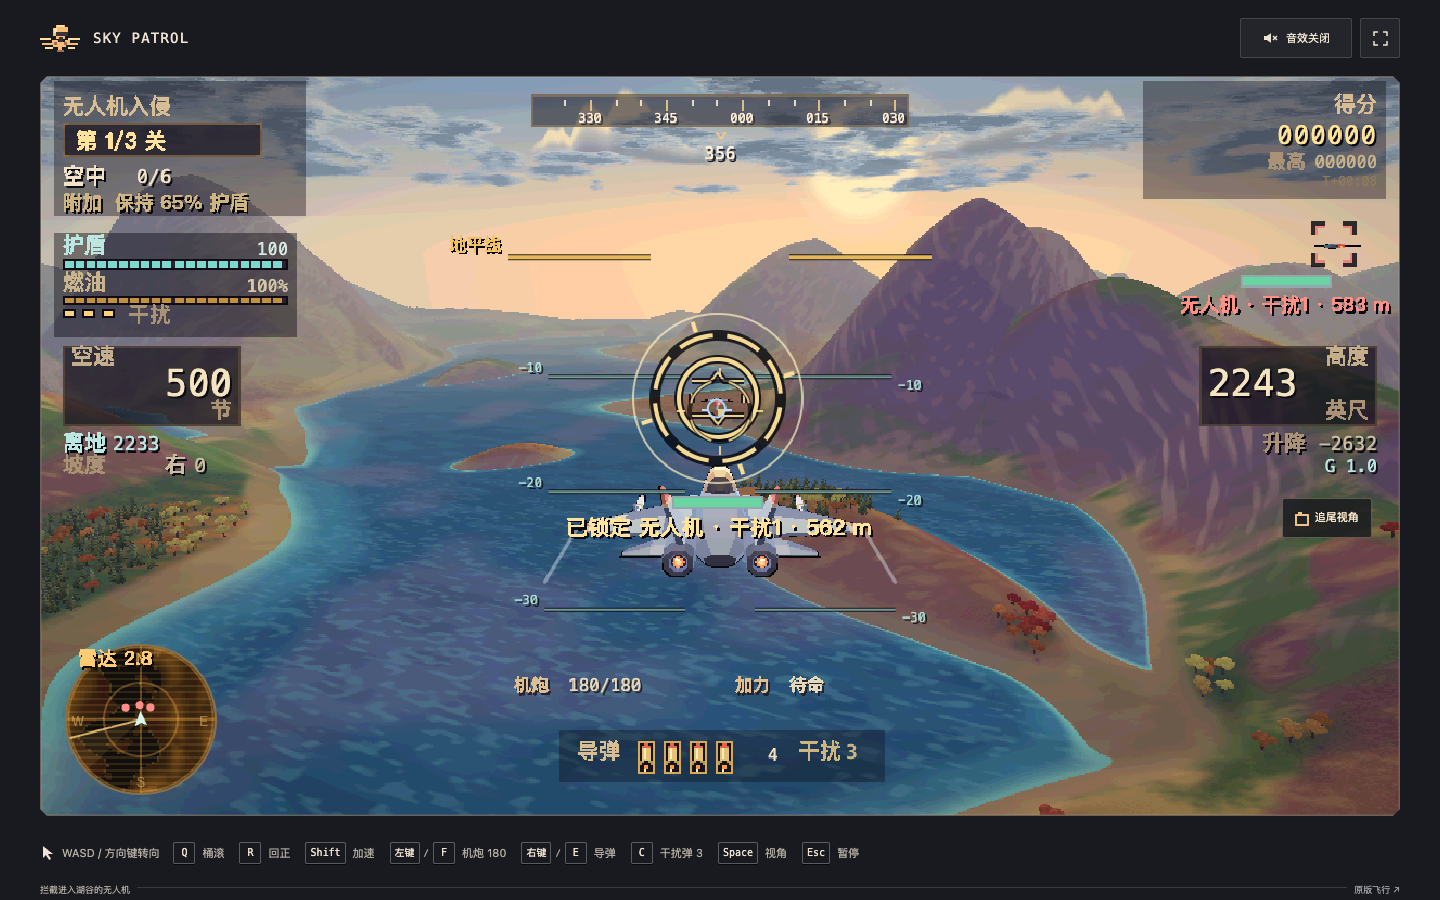 SKY PATROL
音效关闭
无人机入侵
第 1/3 关
空中 0/6
附加 保持 65% 护盾
330 345 000 015 030
356
得分
000000
最高 000000
T+00:08
地平线
护盾 100
燃油 100%
干扰
无人机 · 干扰1 · 583 m
空速
500
节
高度
2243
英尺
离地 2233
坡度 右 0
升降 -2632
G 1.0
-10 -10
-20 -20
已锁定 无人机 · 干扰1 · 562 m
追尾视角
-30 -30
雷达 2.8
N
W E
S
机炮 180/180 加力 待命
导弹 4 干扰 3
WASD / 方向键转向 Q 桶滚 R 回正 Shift 加速 左键 / F 机炮 180 右键 / E 导弹 C 干扰弹 3 Space 视角 Esc 暂停
拦截进入湖谷的无人机
原版飞行 ↗